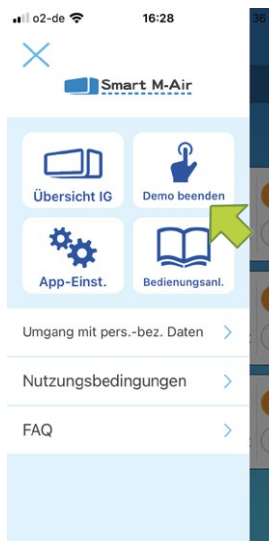 o2-de 16:28 36
Smart M-Air
Übersicht IG
Demo beenden
App-Einst.
Bedienungsanl.
Umgang mit pers.-bez. Daten
Nutzungsbedingungen
FAQ